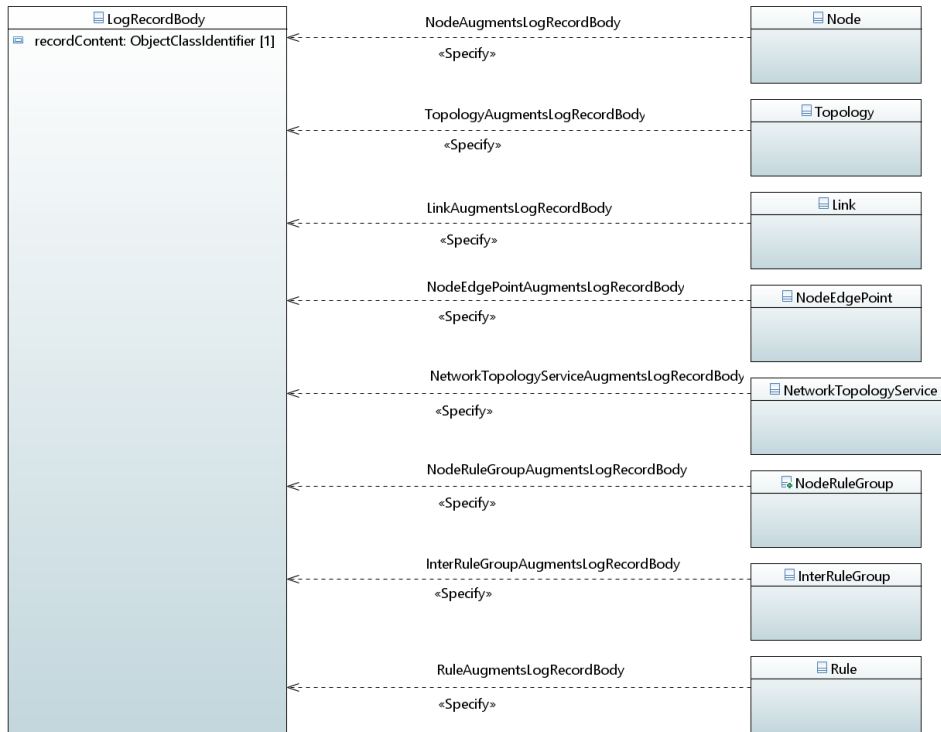 LogRecordBody
recordContent: ObjectClassIdentifier [1]
NodeAugmentsLogRecordBody
«Specify»
Node
TopologyAugmentsLogRecordBody
«Specify»
Topology
LinkAugmentsLogRecordBody
«Specify»
Link
NodeEdgePointAugmentsLogRecordBody
«Specify»
NodeEdgePoint
NetworkTopologyServiceAugmentsLogRecordBody
«Specify»
NetworkTopologyService
NodeRuleGroupAugmentsLogRecordBody
«Specify»
NodeRuleGroup
InterRuleGroupAugmentsLogRecordBody
«Specify»
InterRuleGroup
RuleAugmentsLogRecordBody
«Specify»
Rule